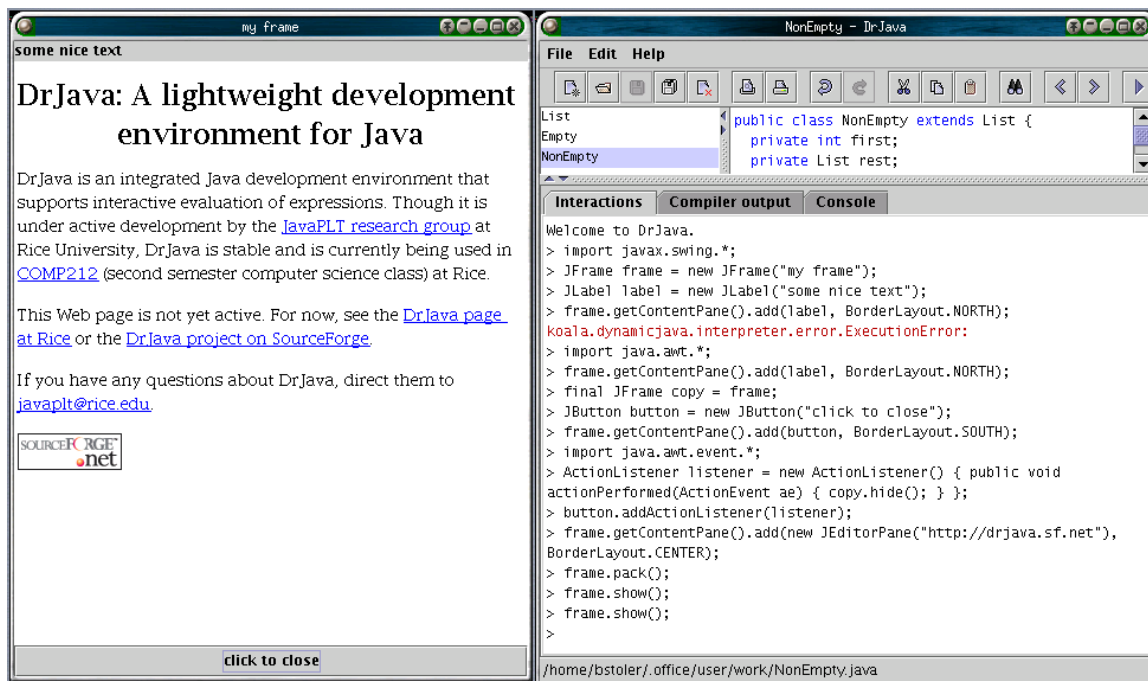 my frame
some nice text
DrJava: A lightweight development
environment for Java
DrJava is an integrated Java development environment that
supports interactive evaluation of expressions. Though it is
under active development by the JavaPLT research group at
Rice University, DrJava is stable and is currently being used in
COMP212 (second semester computer science class) at Rice.
This Web page is not yet active. For now, see the DrJava page
at Rice or the DrJava project on SourceForge.
If you have any questions about DrJava, direct them to
javaplt@rice.edu.
SOURCEFORGE™
.net
click to close
NonEmpty - DrJava
File Edit Help
List
Empty
NonEmpty
public class NonEmpty extends List {
private int first;
private List rest;
Interactions Compiler output Console
Welcome to DrJava.
> import javax.swing.*;
> JFrame frame = new JFrame("my frame");
> JLabel label = new JLabel("some nice text");
> frame.getContentPane().add(label, BorderLayout.NORTH);
koala.dynamicjava.interpreter.error.ExecutionError:
> import java.awt.*;
> frame.getContentPane().add(label, BorderLayout.NORTH);
> final JFrame copy = frame;
> JButton button = new JButton("click to close");
> frame.getContentPane().add(button, BorderLayout.SOUTH);
> import java.awt.event.*;
> ActionListener listener = new ActionListener() { public void
actionPerformed(ActionEvent ae) { copy.hide(); } };
> button.addActionListener(listener);
> frame.getContentPane().add(new JEditorPane("http://drjava.sf.net"),
BorderLayout.CENTER);
> frame.pack();
> frame.show();
> frame.show();
>
/home/bstoler/.office/user/work/NonEmpty.java